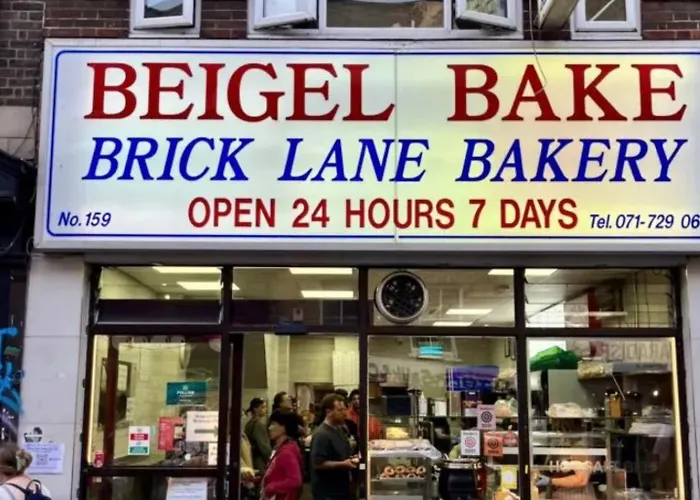 BEIGEL BAKE
BRICK LANE BAKERY
No.159
OPEN 24 HOURS 7 DAYS
Tel. 071-729 06